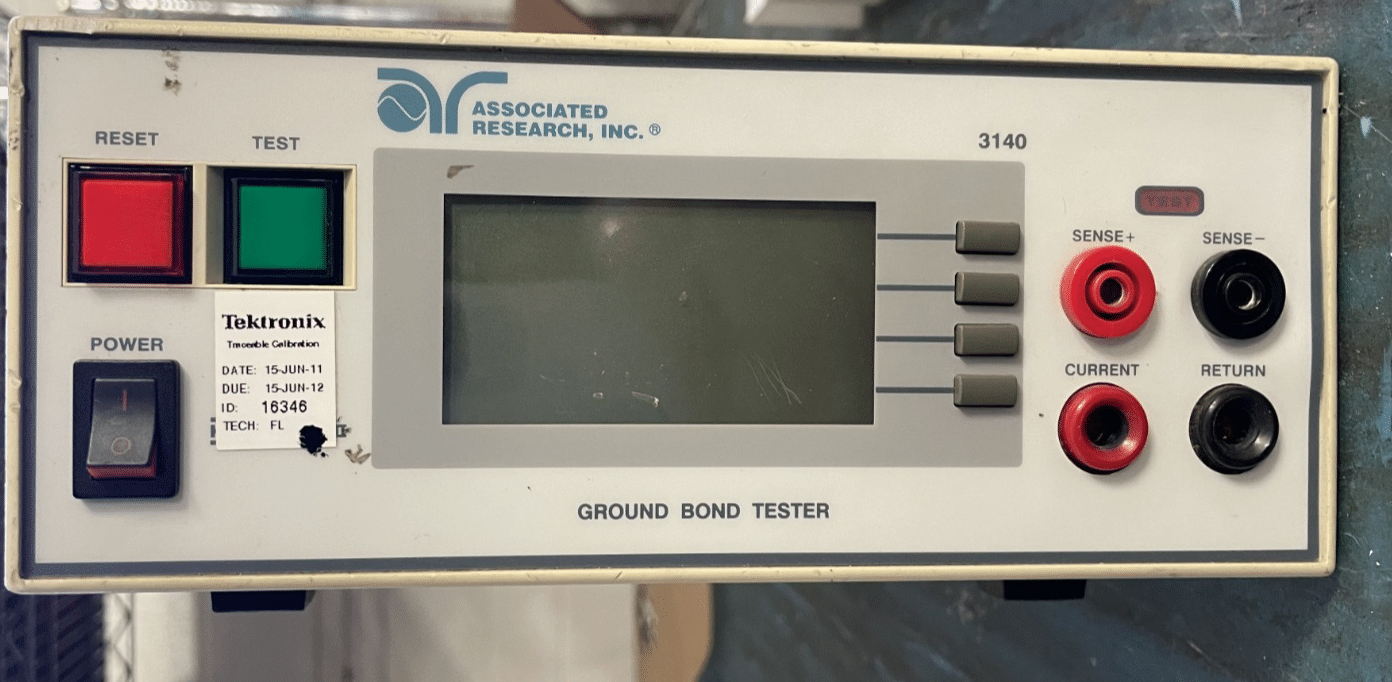 ASSOCIATED
RESEARCH, INC.®
3140
RESET
TEST
TEST
SENSE+
SENSE−
Tektronix
Traceable Calibration
DATE: 15-JUN-11
DUE: 15-JUN-12
ID: 16346
TECH: FL
POWER
CURRENT
RETURN
GROUND BOND TESTER